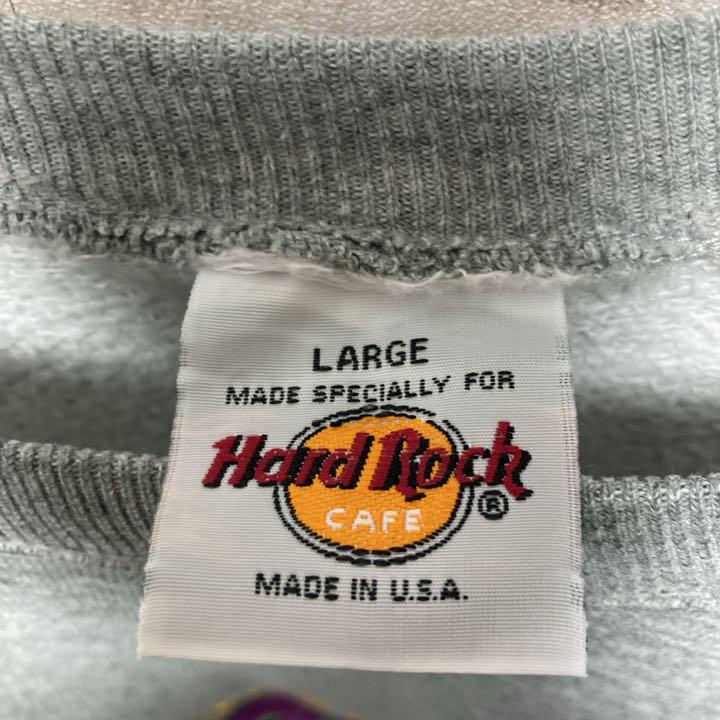 LARGE
MADE SPECIALLY FOR
Hard Rock
CAFE ®
MADE IN U.S.A.